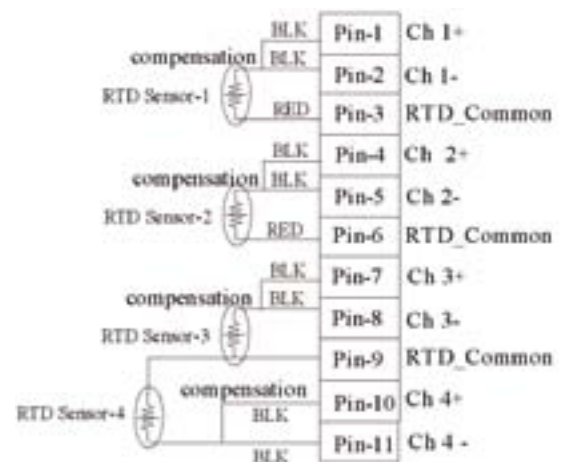 BLK Pin-1 Ch 1+
compensation BLK Pin-2 Ch 1-
RTD Sensor-1
RED Pin-3 RTD_Common
BLK Pin-4 Ch 2+
compensation BLK Pin-5 Ch 2-
RTD Sensor-2
RED Pin-6 RTD_Common
BLK Pin-7 Ch 3+
compensation BLK Pin-8 Ch 3-
RTD Sensor-3
Pin-9 RTD_Common
compensation Pin-10 Ch 4+
BLK
RTD Sensor-4
BLK Pin-11 Ch 4 -